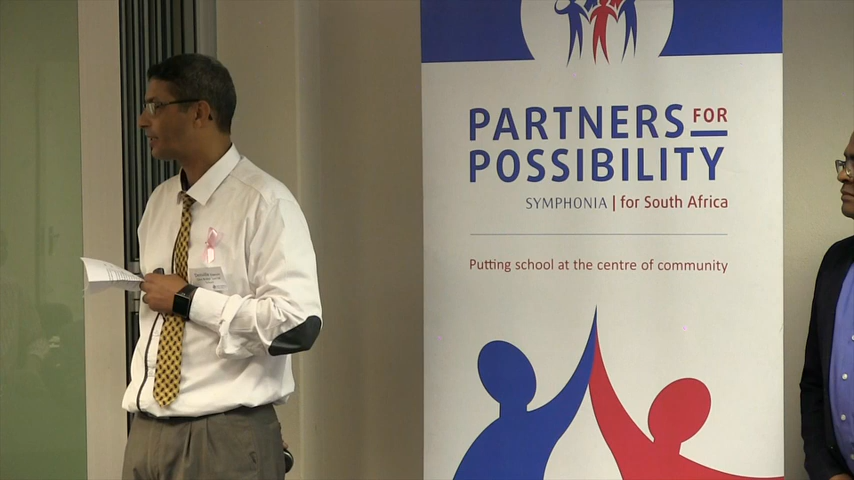 PARTNERS FOR
POSSIBILITY
SYMPHONIA | for South Africa
Putting school at the centre of community